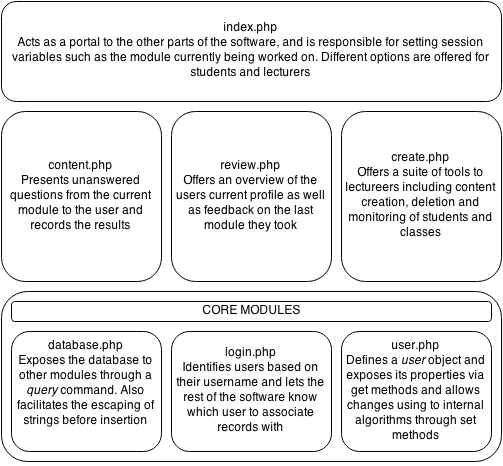 index.php
Acts as a portal to the other parts of the software, and is responsible for setting session
variables such as the module currently being worked on. Different options are offered for
students and lecturers
content.php
Presents unanswered
questions from the current
module to the user and
records the results
review.php
Offers an overview of the
users current profile as well
as feedback on the last
module they took
create.php
Offers a suite of tools to
lectureers including content
creation, deletion and
monitoring of students and
classes
CORE MODULES
database.php
Exposes the database to
other modules through a
query command. Also
facilitates the escaping of
strings before insertion
login.php
Identifies users based on
their username and lets the
rest of the software know
which user to associate
records with
user.php
Defines a user object and
exposes its properties via
get methods and allows
changes using to internal
algorithms through set
methods